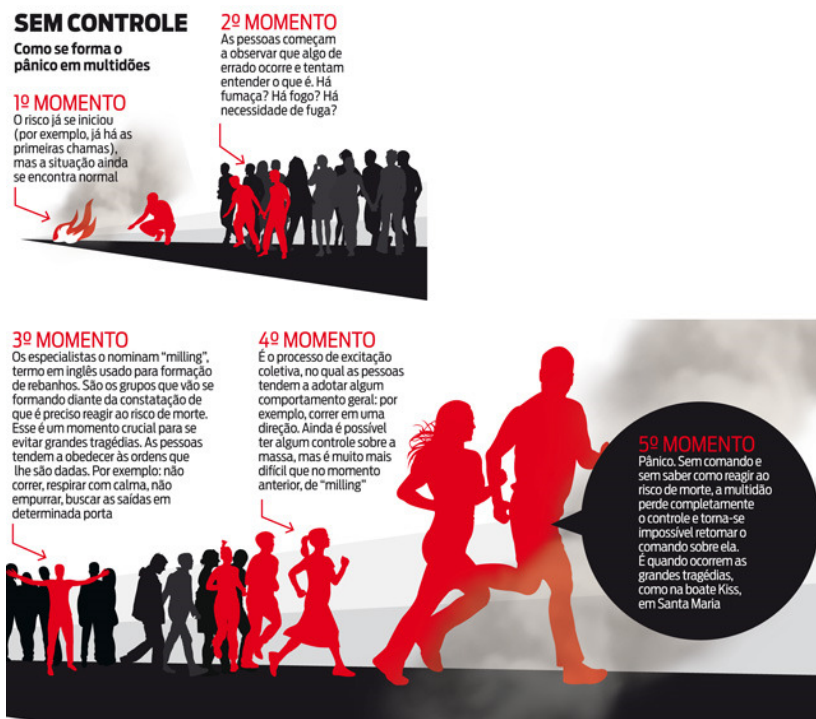 SEM CONTROLE
Como se forma o
pânico em multidões
1º MOMENTO
O risco já se iniciou
(por exemplo, já há as
primeiras chamas),
mas a situação ainda
se encontra normal
2º MOMENTO
As pessoas começam
a observar que algo de
errado ocorre e tentam
entender o que é. Há
fumaça? Há fogo? Há
necessidade de fuga?
3º MOMENTO
Os especialistas o nominam “milling”,
termo em inglês usado para formação
de rebanhos. São os grupos que vão se
formando diante da constatação de
que é preciso reagir ao risco de morte.
Esse é um momento crucial para se
evitar grandes tragédias. As pessoas
tendem a obedecer às ordens que
lhe são dadas. Por exemplo: não
correr, respirar com calma, não
empurrar, buscar as saídas em
determinada porta
4º MOMENTO
É o processo de excitação
coletiva, no qual as pessoas
tendem a adotar algum
comportamento geral: por
exemplo, correr em uma
direção. Ainda é possível
ter algum controle sobre a
massa, mas é muito mais
difícil que no momento
anterior, de “milling”
5º MOMENTO
Pânico. Sem comando e
sem saber como reagir ao
risco de morte, a multidão
perde completamente
o controle e torna-se
impossível retomar o
comando sobre ela.
É quando ocorrem as
grandes tragédias,
como na boate Kiss,
em Santa Maria